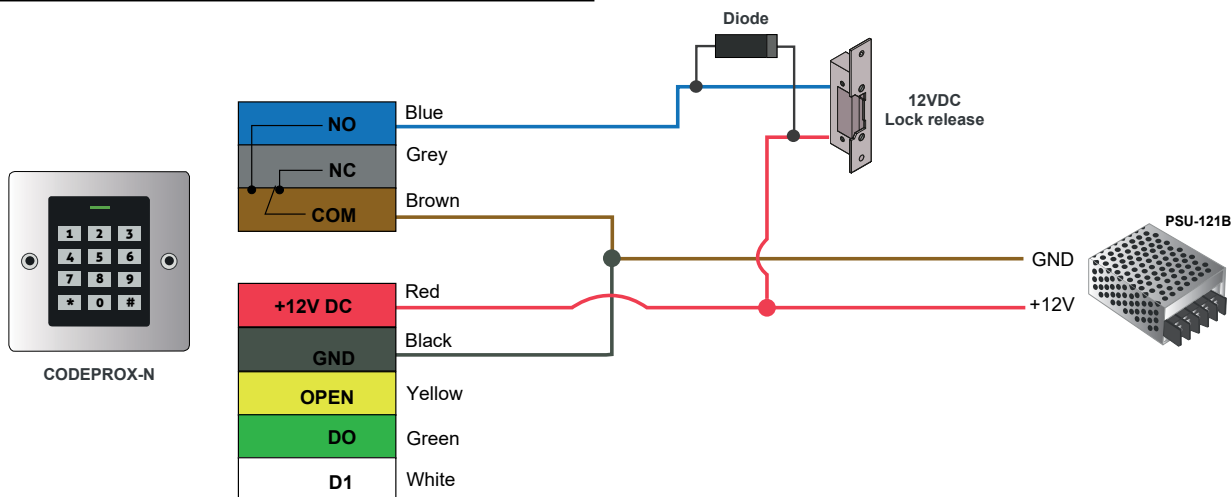 Diode
12VDC
Lock release
NO
Blue
NC
Grey
COM
Brown
PSU-121B
GND
+12V
1 2 3
4 5 6
7 8 9
* 0 #
CODEPROX-N
+12V DC
Red
GND
Black
OPEN
Yellow
DO
Green
D1
White